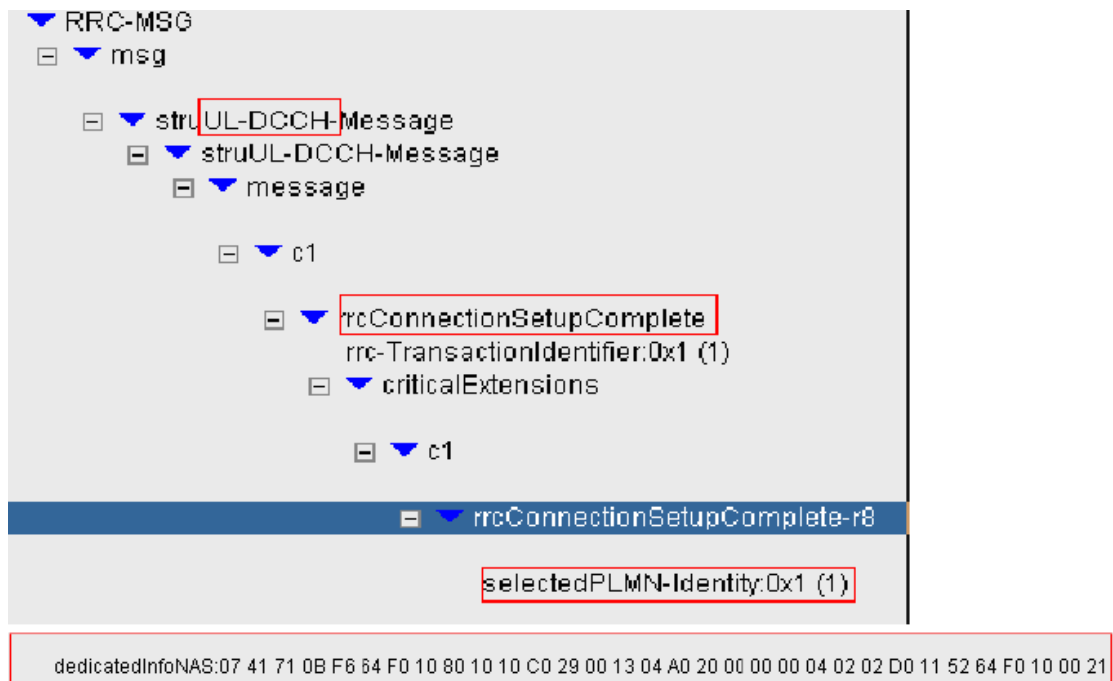 RRC-MSG
msg
struUL-DCCH-Message
struUL-DCCH-Message
message
c1
rrcConnectionSetupComplete
rrc-TransactionIdentifier:0x1 (1)
criticalExtensions
c1
rrcConnectionSetupComplete-r8
selectedPLMN-Identity:0x1 (1)
dedicatedInfoNAS:07 41 71 0B F6 64 F0 10 80 10 10 C0 29 00 13 04 A0 20 00 00 00 04 02 02 D0 11 52 64 F0 10 00 21